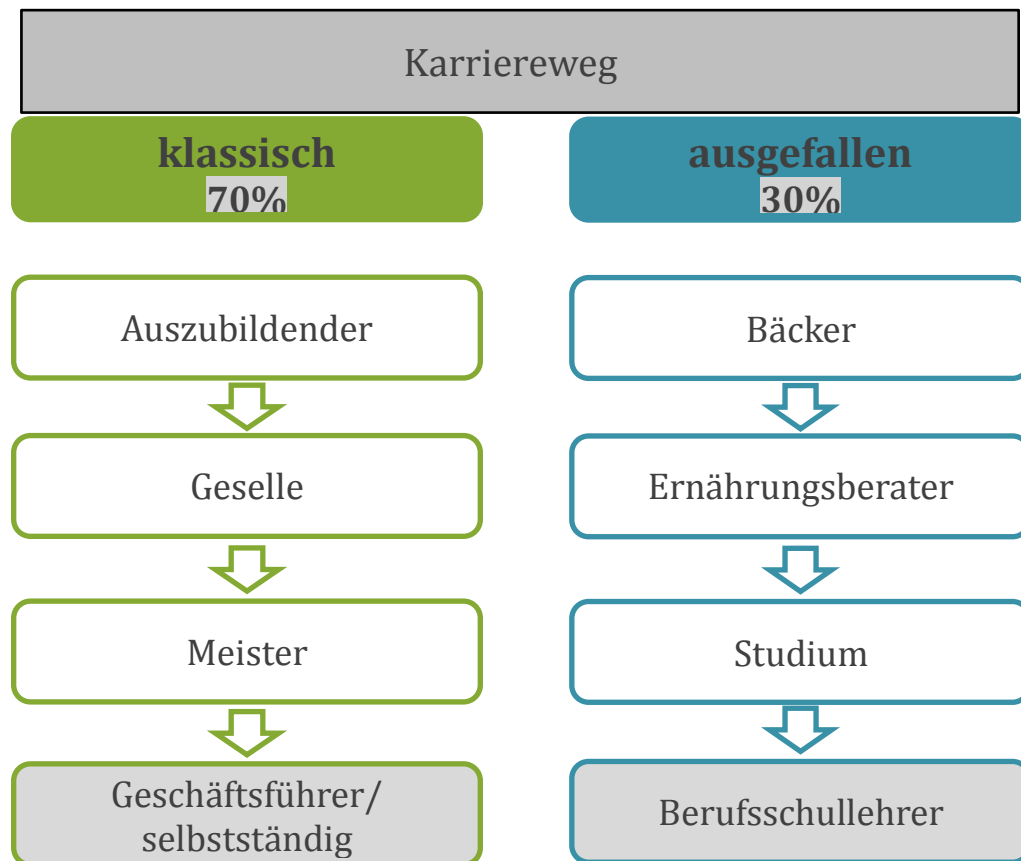 Karriereweg
klassisch
70%
Auszubildender
Geselle
Meister
Geschäftsführer/
selbstständig
ausgefallen
30%
Bäcker
Ernährungsberater
Studium
Berufsschullehrer